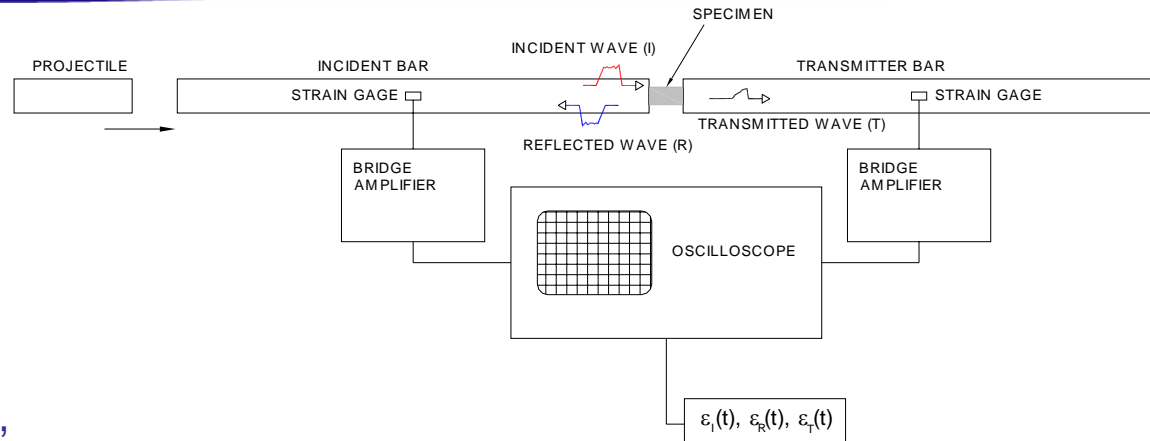 SPECIMEN
INCIDENT WAVE (I)
PROJECTILE
INCIDENT BAR
TRANSMITTER BAR
STRAIN GAGE
STRAIN GAGE
TRANSMITTED WAVE (T)
REFLECTED WAVE (R)
BRIDGE
AMPLIFIER
BRIDGE
AMPLIFIER
OSCILLOSCOPE
ε_I(t), ε_R(t), ε_T(t)
,